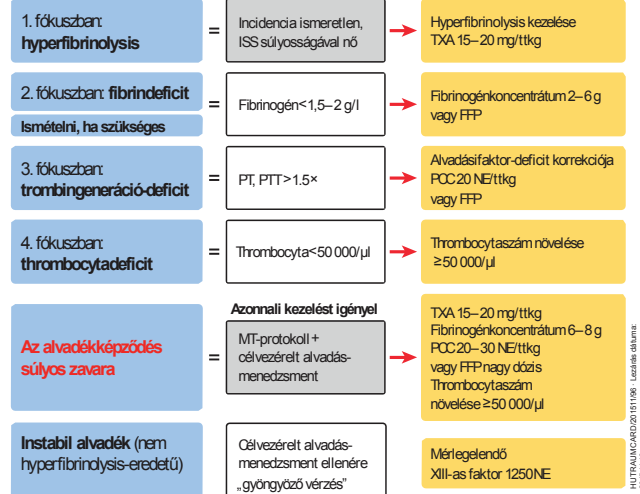 1. fókuszban:
hyperfibrinolysis
=
Incidencia ismeretlen,
ISS súlyosságával nő
Hyperfibrinolysis kezelése
TXA 15–20 mg/ttkg
2. fókuszban: fibrindeficit
Ismételni, ha szükséges
=
Fibrinogén<1,5–2 g/l
Fibrinogénkoncentrátum 2–6 g
vagy FFP
3. fókuszban:
trombingeneráció-deficit
=
PT, PTT>1.5×
Alvadásifaktor-deficit korrekciója
PCC 20 NE/ttkg
vagy FFP
4. fókuszban:
thrombocytadeficit
=
Thrombocyta<50 000/µl
Thrombocytaszám növelése
≥50 000/µl
Azonnali kezelést igényel
Az alvadékképződés
súlyos zavara
=
MT-protokoll +
célvezérelt alvadás-
menedzsment
TXA 15–20 mg/ttkg
Fibrinogénkoncentrátum 6–8 g
PCC 20–30 NE/ttkg
vagy FFP nagy dózis
Thrombocytaszám
növelése ≥50 000/µl
Instabil alvadék (nem
hyperfibrinolysis-eredetű)
Célvezérelt alvadás-
menedzsment ellenére
„gyöngyöző vérzés”
Mérlegelendő
XIII-as faktor 1250NE
HUTRAUMCARD/201511/96 · Lezárás dátuma: